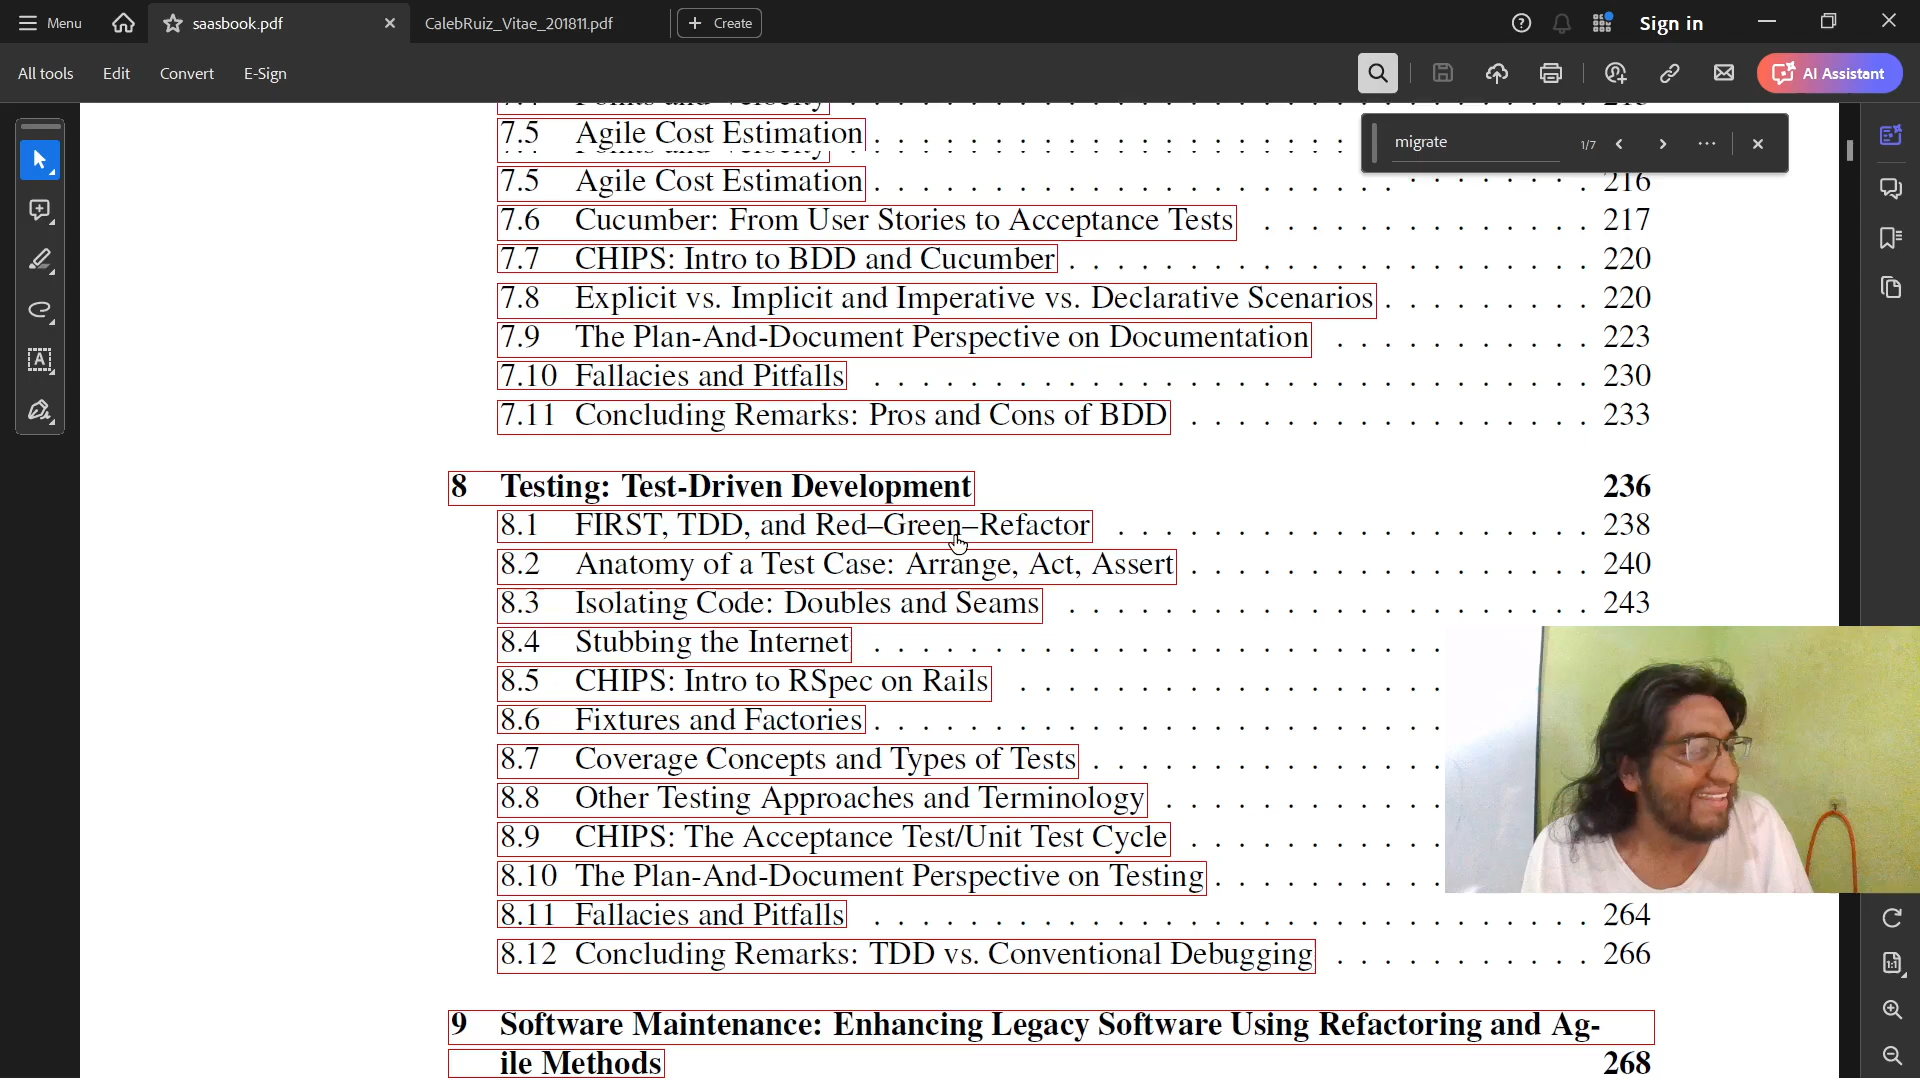 Menu
saasbook.pdf
CalebRuiz_Vitae_201811.pdf
Create
Sign in
All tools
Edit
Convert
E-Sign
AI Assistant
7.5 Agile Cost Estimation
migrate
1/7
7.5 Agile Cost Estimation 216
7.6 Cucumber: From User Stories to Acceptance Tests 217
7.7 CHIPS: Intro to BDD and Cucumber 220
7.8 Explicit vs. Implicit and Imperative vs. Declarative Scenarios 220
7.9 The Plan-And-Document Perspective on Documentation 223
7.10 Fallacies and Pitfalls 230
7.11 Concluding Remarks: Pros and Cons of BDD 233
8 Testing: Test-Driven Development 236
8.1 FIRST, TDD, and Red–Green–Refactor 238
8.2 Anatomy of a Test Case: Arrange, Act, Assert 240
8.3 Isolating Code: Doubles and Seams 243
8.4 Stubbing the Internet
8.5 CHIPS: Intro to RSpec on Rails
8.6 Fixtures and Factories
8.7 Coverage Concepts and Types of Tests
8.8 Other Testing Approaches and Terminology
8.9 CHIPS: The Acceptance Test/Unit Test Cycle
8.10 The Plan-And-Document Perspective on Testing
8.11 Fallacies and Pitfalls 264
8.12 Concluding Remarks: TDD vs. Conventional Debugging 266
9 Software Maintenance: Enhancing Legacy Software Using Refactoring and Ag-
ile Methods 268